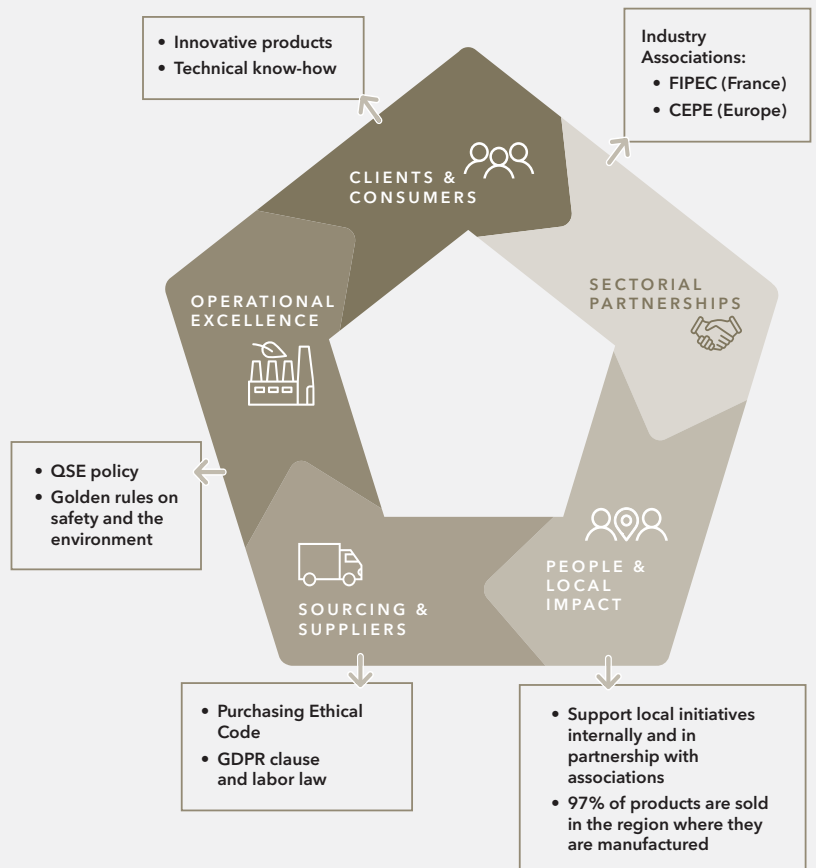 • Innovative products
• Technical know-how
Industry
Associations:
• FIPEC (France)
• CEPE (Europe)
CLIENTS &
CONSUMERS
SECTORIAL
PARTNERSHIPS
OPERATIONAL
EXCELLENCE
• QSE policy
• Golden rules on
safety and the
environment
PEOPLE &
LOCAL
IMPACT
SOURCING &
SUPPLIERS
• Purchasing Ethical
Code
• GDPR clause
and labor law
• Support local initiatives
internally and in
partnership with
associations
• 97% of products are sold
in the region where they
are manufactured